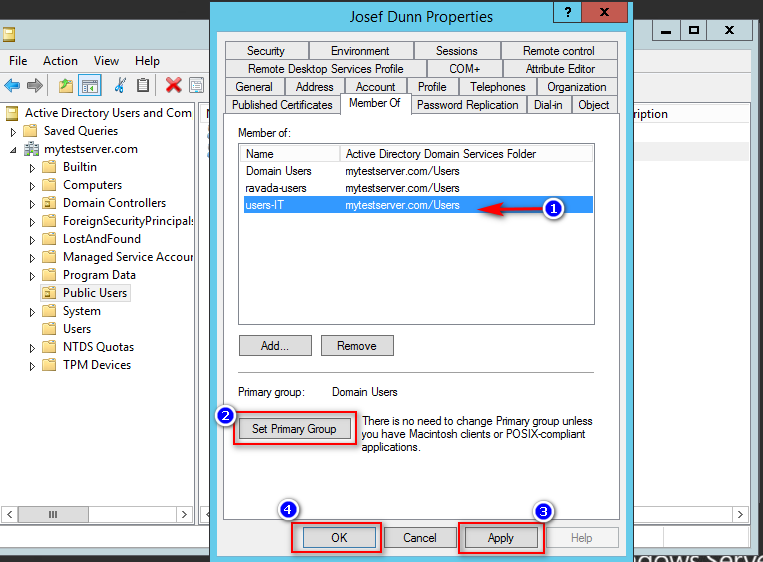 Josef Dunn Properties
?
X
X
File Action View Help
Active Directory Users and Com
Saved Queries
mytestserver.com
Builtin
Computers
Domain Controllers
ForeignSecurityPrincipals
LostAndFound
Managed Service Accour
Program Data
Public Users
System
Users
NTDS Quotas
TPM Devices
Security Environment Sessions Remote control
Remote Desktop Services Profile COM+ Attribute Editor
General Address Account Profile Telephones Organization
Published Certificates Member Of Password Replication Dial-in Object
Member of:
Name Active Directory Domain Services Folder
Domain Users mytestserver.com/Users
ravada-users mytestserver.com/Users
users-IT mytestserver.com/Users
1
Add... Remove
Primary group: Domain Users
2
Set Primary Group
There is no need to change Primary group unless
you have Macintosh clients or POSIX-compliant
applications.
4
3
OK Cancel Apply Help
ription
ndows Serve